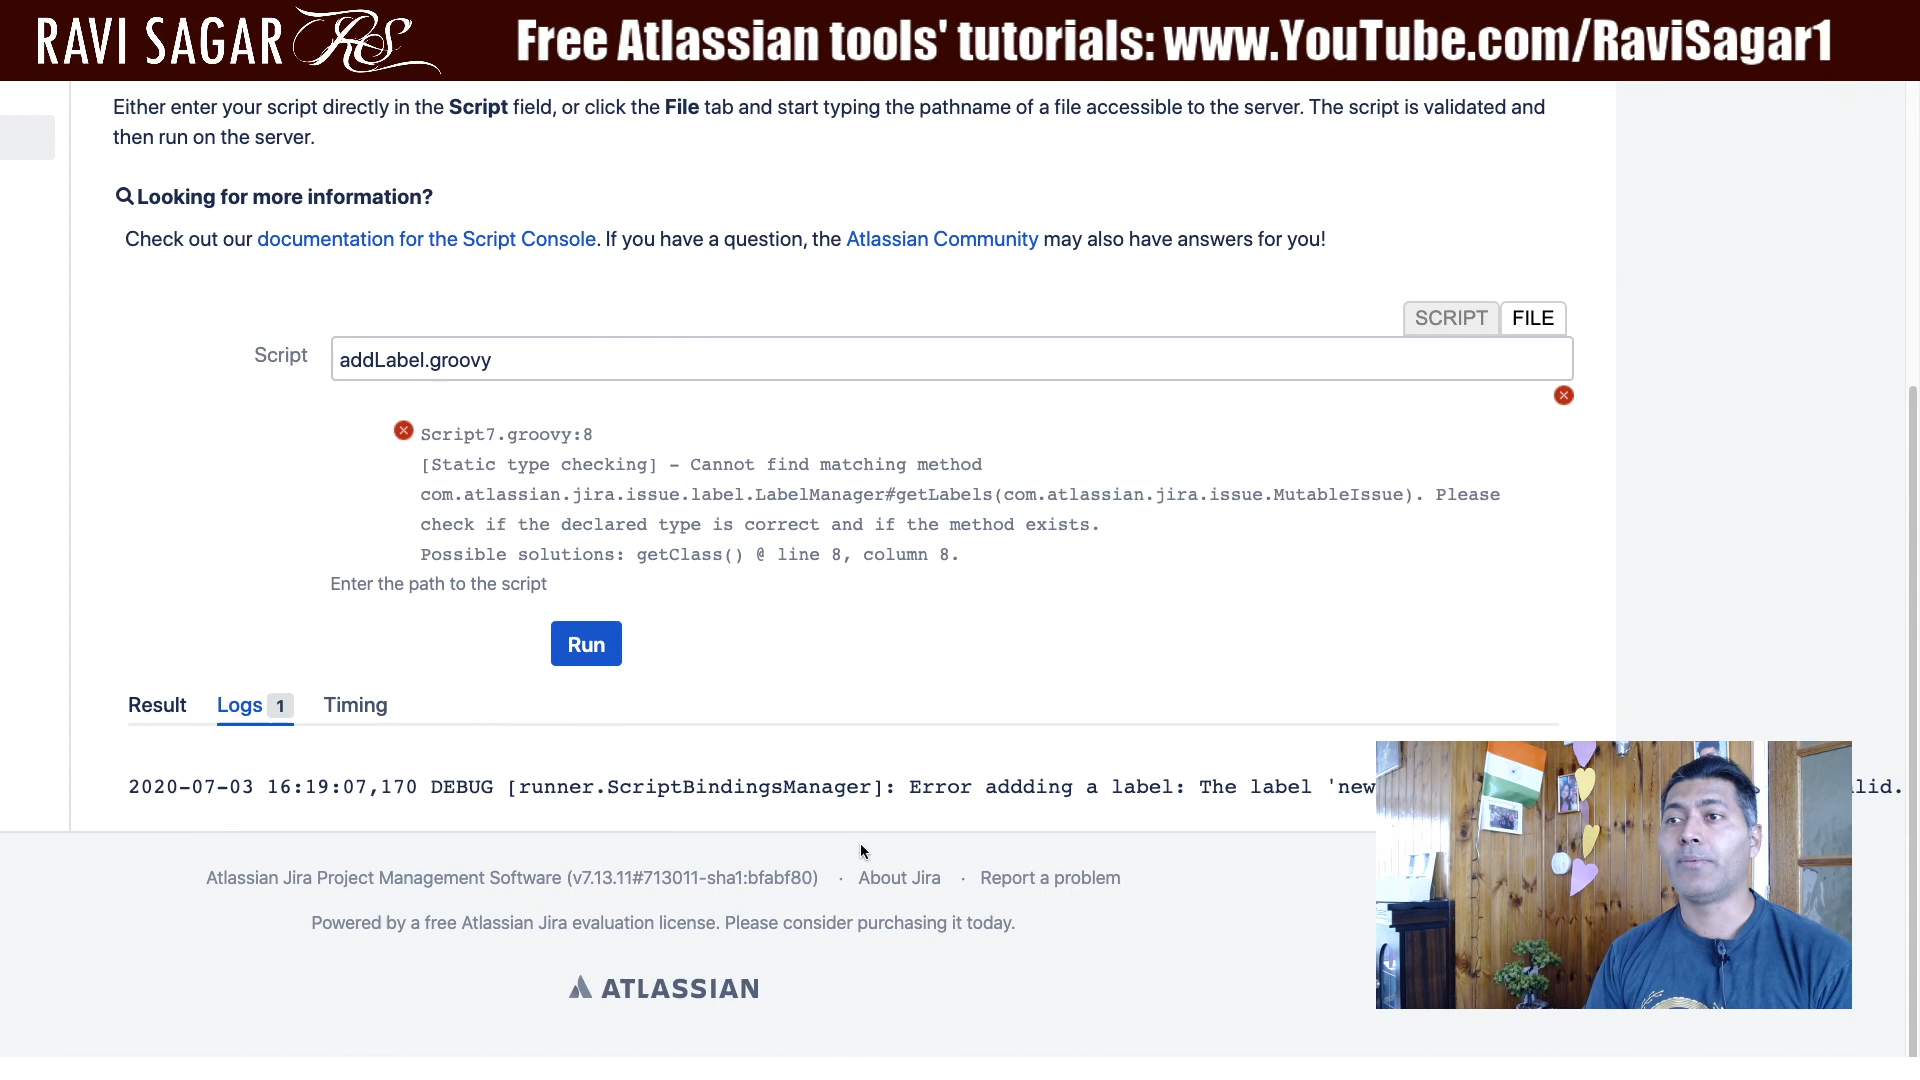 RAVI SAGAR RS Free Atlassian tools' tutorials: www.YouTube.com/RaviSagar1
Either enter your script directly in the Script field, or click the File tab and start typing the pathname of a file accessible to the server. The script is validated and
then run on the server.
Looking for more information?
Check out our documentation for the Script Console. If you have a question, the Atlassian Community may also have answers for you!
SCRIPT FILE
Script addLabel.groovy
Script7.groovy:8
[Static type checking] - Cannot find matching method
com.atlassian.jira.issue.label.LabelManager#getLabels(com.atlassian.jira.issue.MutableIssue). Please
check if the declared type is correct and if the method exists.
Possible solutions: getClass() @ line 8, column 8.
Enter the path to the script
Run
Result Logs 1 Timing
2020-07-03 16:19:07,170 DEBUG [runner.ScriptBindingsManager]: Error addding a label: The label 'new lid.
Atlassian Jira Project Management Software (v7.13.11#713011-sha1:bfabf80) · About Jira · Report a problem
Powered by a free Atlassian Jira evaluation license. Please consider purchasing it today.
ATLASSIAN